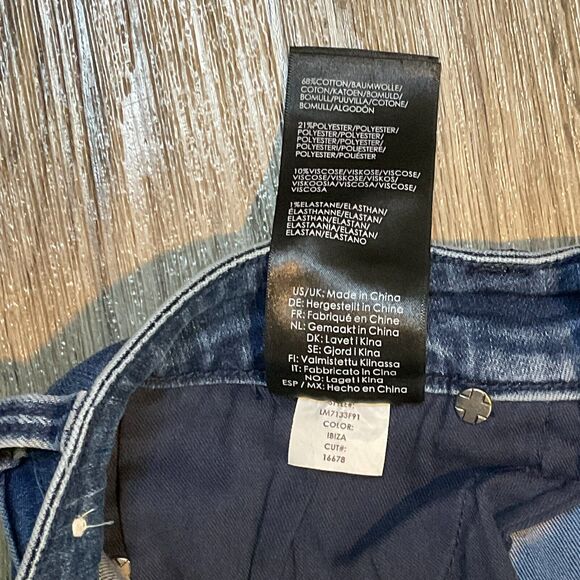 68%COTTON/BAUMWOLLE/
COTON/KATOEN/BOMULD/
BOMULL/PUUVILLA/COTONE/
BOMULL/ALGODÓN
21%POLYESTER/POLYESTER/
POLYESTER/POLYESTER/
POLYESTER/POLYESTER/
POLYESTERI/POLIESTERE/
POLYESTER/POLIÉSTER
10%VISCOSE/VISKOSE/VISCOSE/
VISCOSE/VISKOSE/VISKOS/
VISKOOSIA/VISCOSA/VISCOSE/
VISCOSA
1%ELASTANE/ELASTHAN/
ÉLASTHANNE/ELASTHAN/
ELASTAN/ELASTAN/
ELASTAANIA/ELASTAN/
ELASTAN/ELASTANO
US/UK: Made in China
DE: Hergestellt in China
FR: Fabriqué en Chine
NL: Gemaakt in China
DK: Lavet i Kina
SE: Gjord i Kina
FI: Valmistettu Kiinassa
IT: Fabbricato in Cina
NO: Laget i Kina
ESP / MX: Hecho en China
STYLE#:
LM7133F91
COLOR:
IBIZA
CUT#:
16678